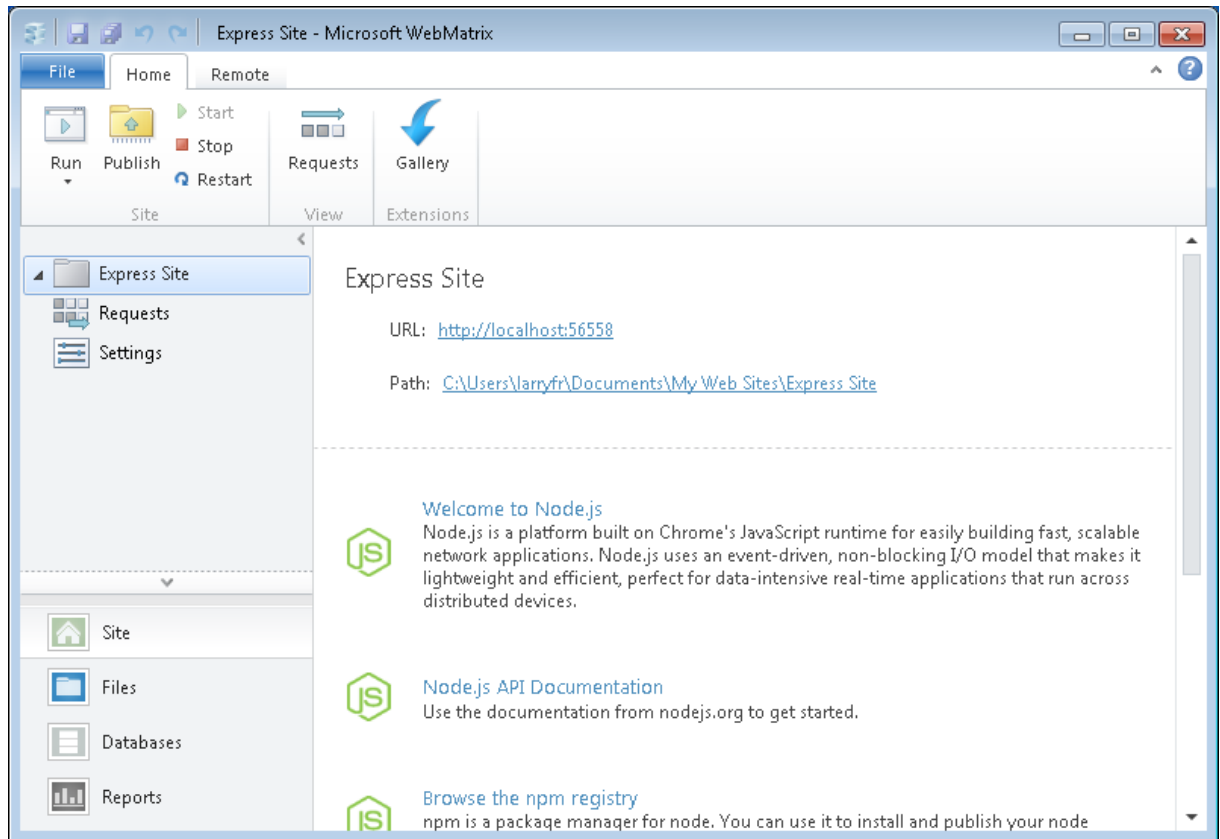 Express Site - Microsoft WebMatrix
File
Home
Remote
Run
Publish
Start
Stop
Restart
Requests
Gallery
Site
View
Extensions
Express Site
Requests
Settings
Site
Files
Databases
Reports
Express Site
URL: http://localhost:56558
Path: C:\Users\larryfr\Documents\My Web Sites\Express Site
JS
Welcome to Node.js
Node.js is a platform built on Chrome's JavaScript runtime for easily building fast, scalable
network applications. Node.js uses an event-driven, non-blocking I/O model that makes it
lightweight and efficient, perfect for data-intensive real-time applications that run across
distributed devices.
JS
Node.js API Documentation
Use the documentation from nodejs.org to get started.
JS
Browse the npm registry
npm is a package manager for node. You can use it to install and publish your node